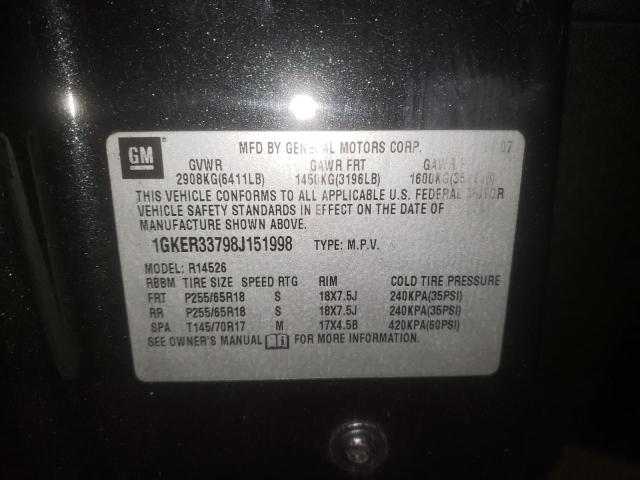 MFD BY GENERAL MOTORS CORP. 07
GM
GVWR GAWR FRT GAWR
2908KG(6411LB) 1450KG(3196LB) 1600KG
THIS VEHICLE CONFORMS TO ALL APPLICABLE U.S. FEDERAL MOTOR
VEHICLE SAFETY STANDARDS IN EFFECT ON THE DATE OF
MANUFACTURE SHOWN ABOVE.
1GKER33798J151998 TYPE: M.P.V.
MODEL: R14526
RBBM TIRE SIZE SPEED RTG RIM COLD TIRE PRESSURE
FRT P255/65R18 S 18X7.5J 240KPA(35PSI)
RR P255/65R18 S 18X7.5J 240KPA(35PSI)
SPA T145/70R17 M 17X4.5B 420KPA(60PSI)
SEE OWNER'S MANUAL FOR MORE INFORMATION.